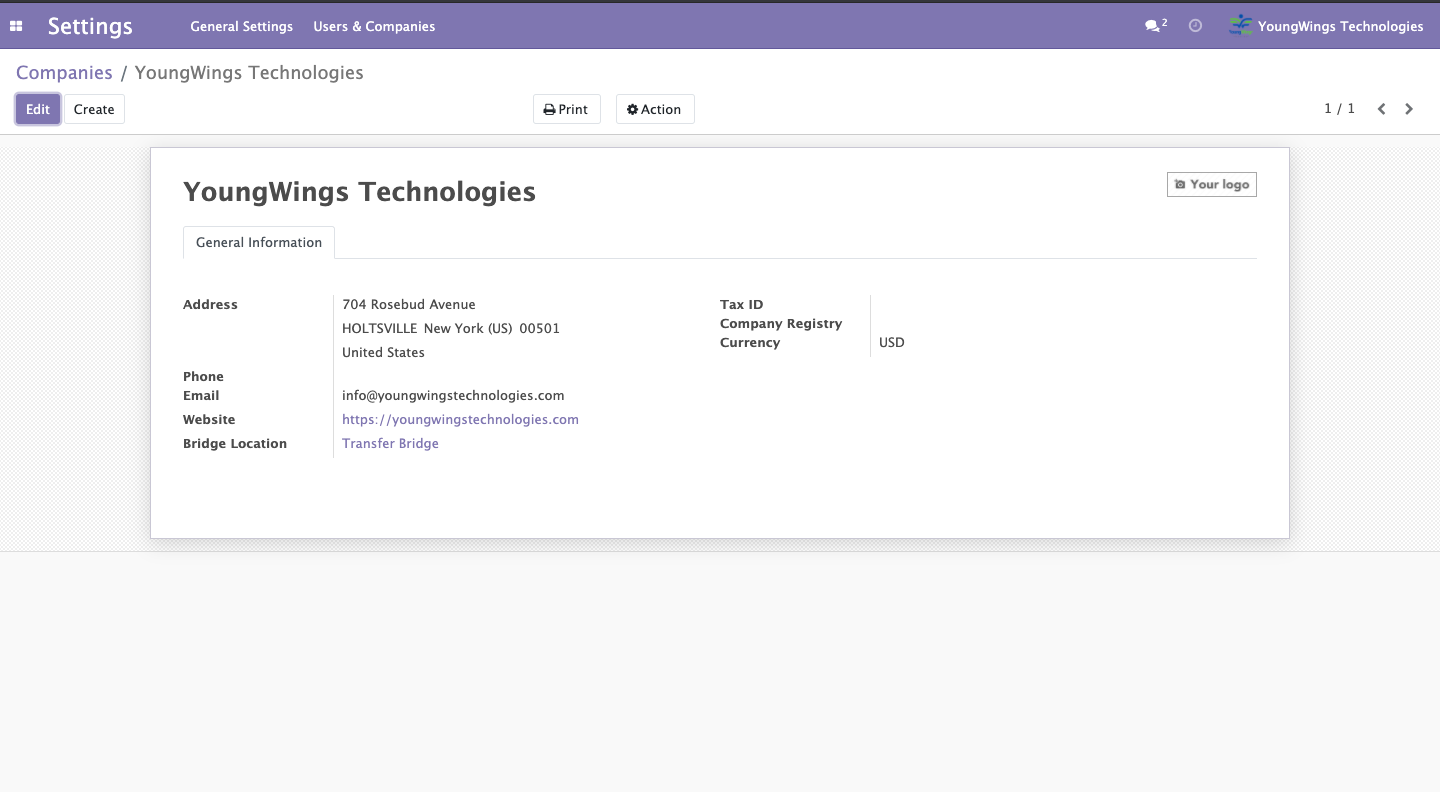 Settings General Settings Users & Companies 2 YoungWings Technologies
Companies / YoungWings Technologies
Edit Create Print Action 1 / 1
YoungWings Technologies Your logo
General Information
Address 704 Rosebud Avenue Tax ID
Company Registry
HOLTSVILLE New York (US) 00501
Currency USD
United States
Phone
Email info@youngwingstechnologies.com
Website https://youngwingstechnologies.com
Bridge Location Transfer Bridge